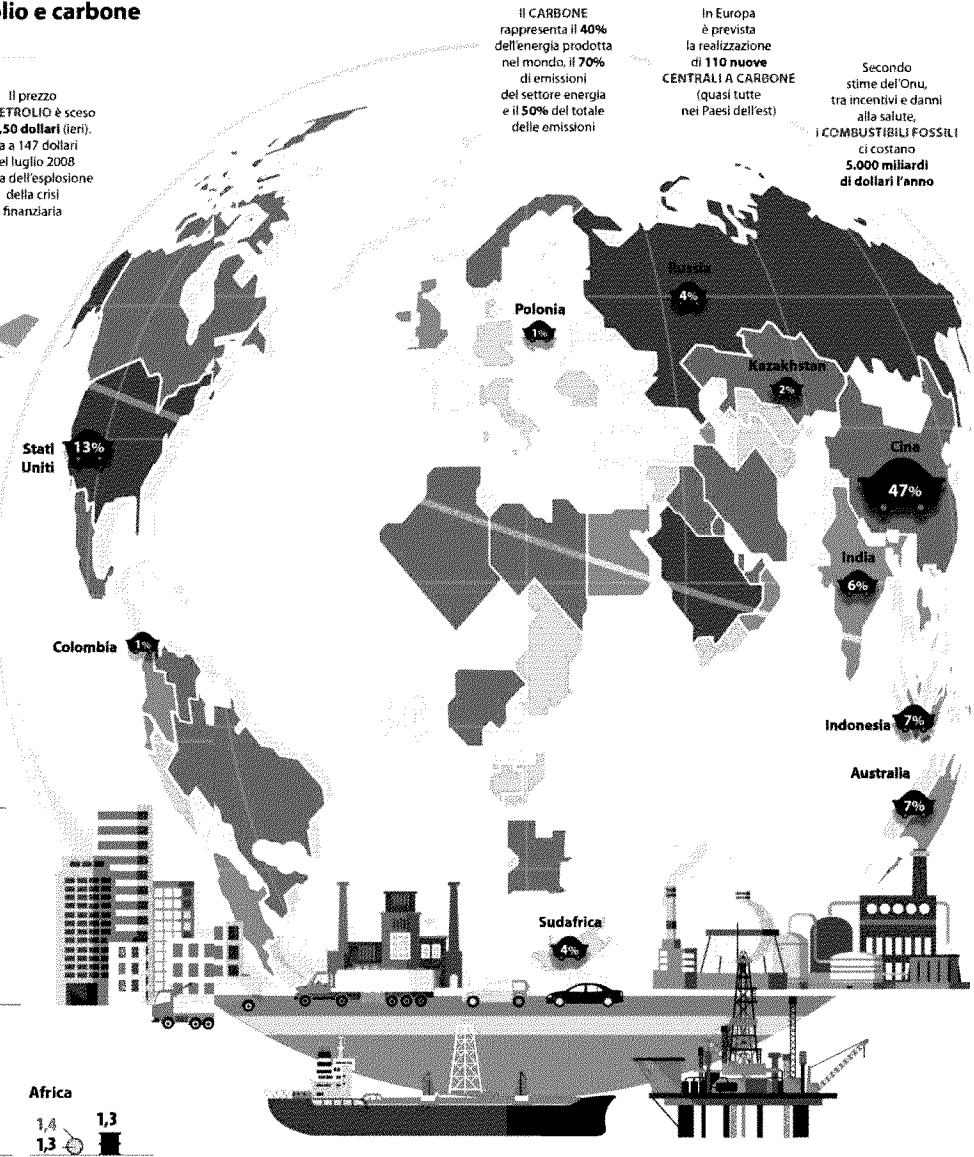 olio e carbone
Il prezzo
ETROLIO è sceso
,50 dollari (ieri).
a a 147 dollari
el luglio 2008
a dell'esplosione
della crisi
finanziaria
Il CARBONE
rappresenta il 40%
dell'energia prodotta
nel mondo, il 70%
di emissioni
del settore energia
e il 50% del totale
delle emissioni
In Europa
è prevista
la realizzazione
di 110 nuove
CENTRALI A CARBONE
(quasi tutte
nei Paesi dell'est)
Secondo
stime del'Onu,
tra incentivi e danni
alla salute,
i COMBUSTIBILI FOSSILI
ci costano
5.000 miliardi
di dollari l'anno
Russia
4%
Polonia
1%
Kazakhstan
2%
Stati
Uniti
13%
Cina
47%
India
6%
Colombia
1%
Indonesia
7%
Australia
7%
Sudafrica
4%
Africa
1,4
1,3
1,3